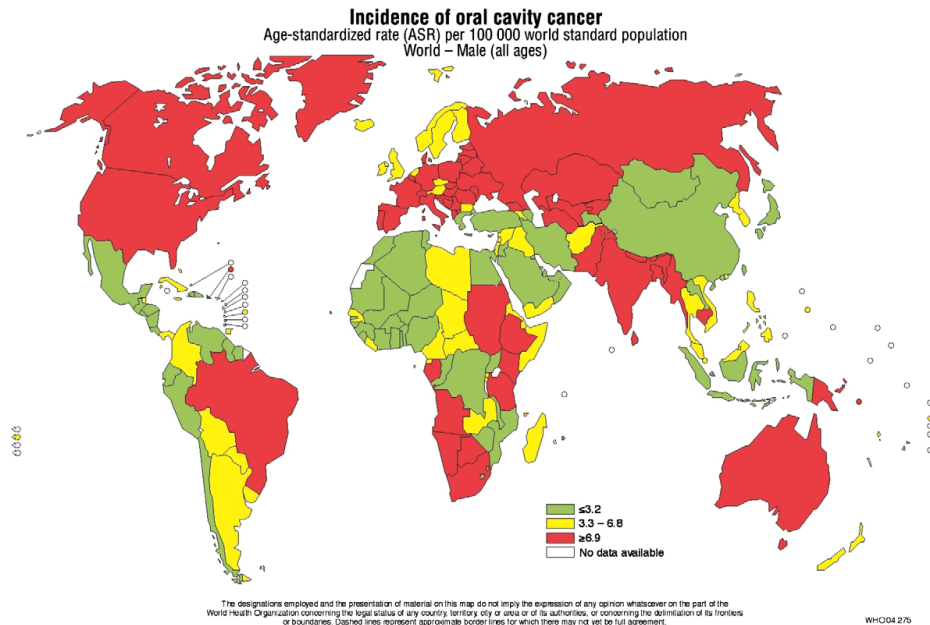 Incidence of oral cavity cancer
Age-standardized rate (ASR) per 100 000 world standard population
World – Male (all ages)
≤3.2
3.3 – 6.8
≥6.9
No data available
The designations employed and the presentation of material on this map do not imply the expression of any opinion whatsoever on the part of the
World Health Organization concerning the legal status of any country, territory, city or area or of its authorities, or concerning the delimitation of its frontiers
or boundaries. Dashed lines represent approximate border lines for which there may not yet be full agreement.
WHO 04.275